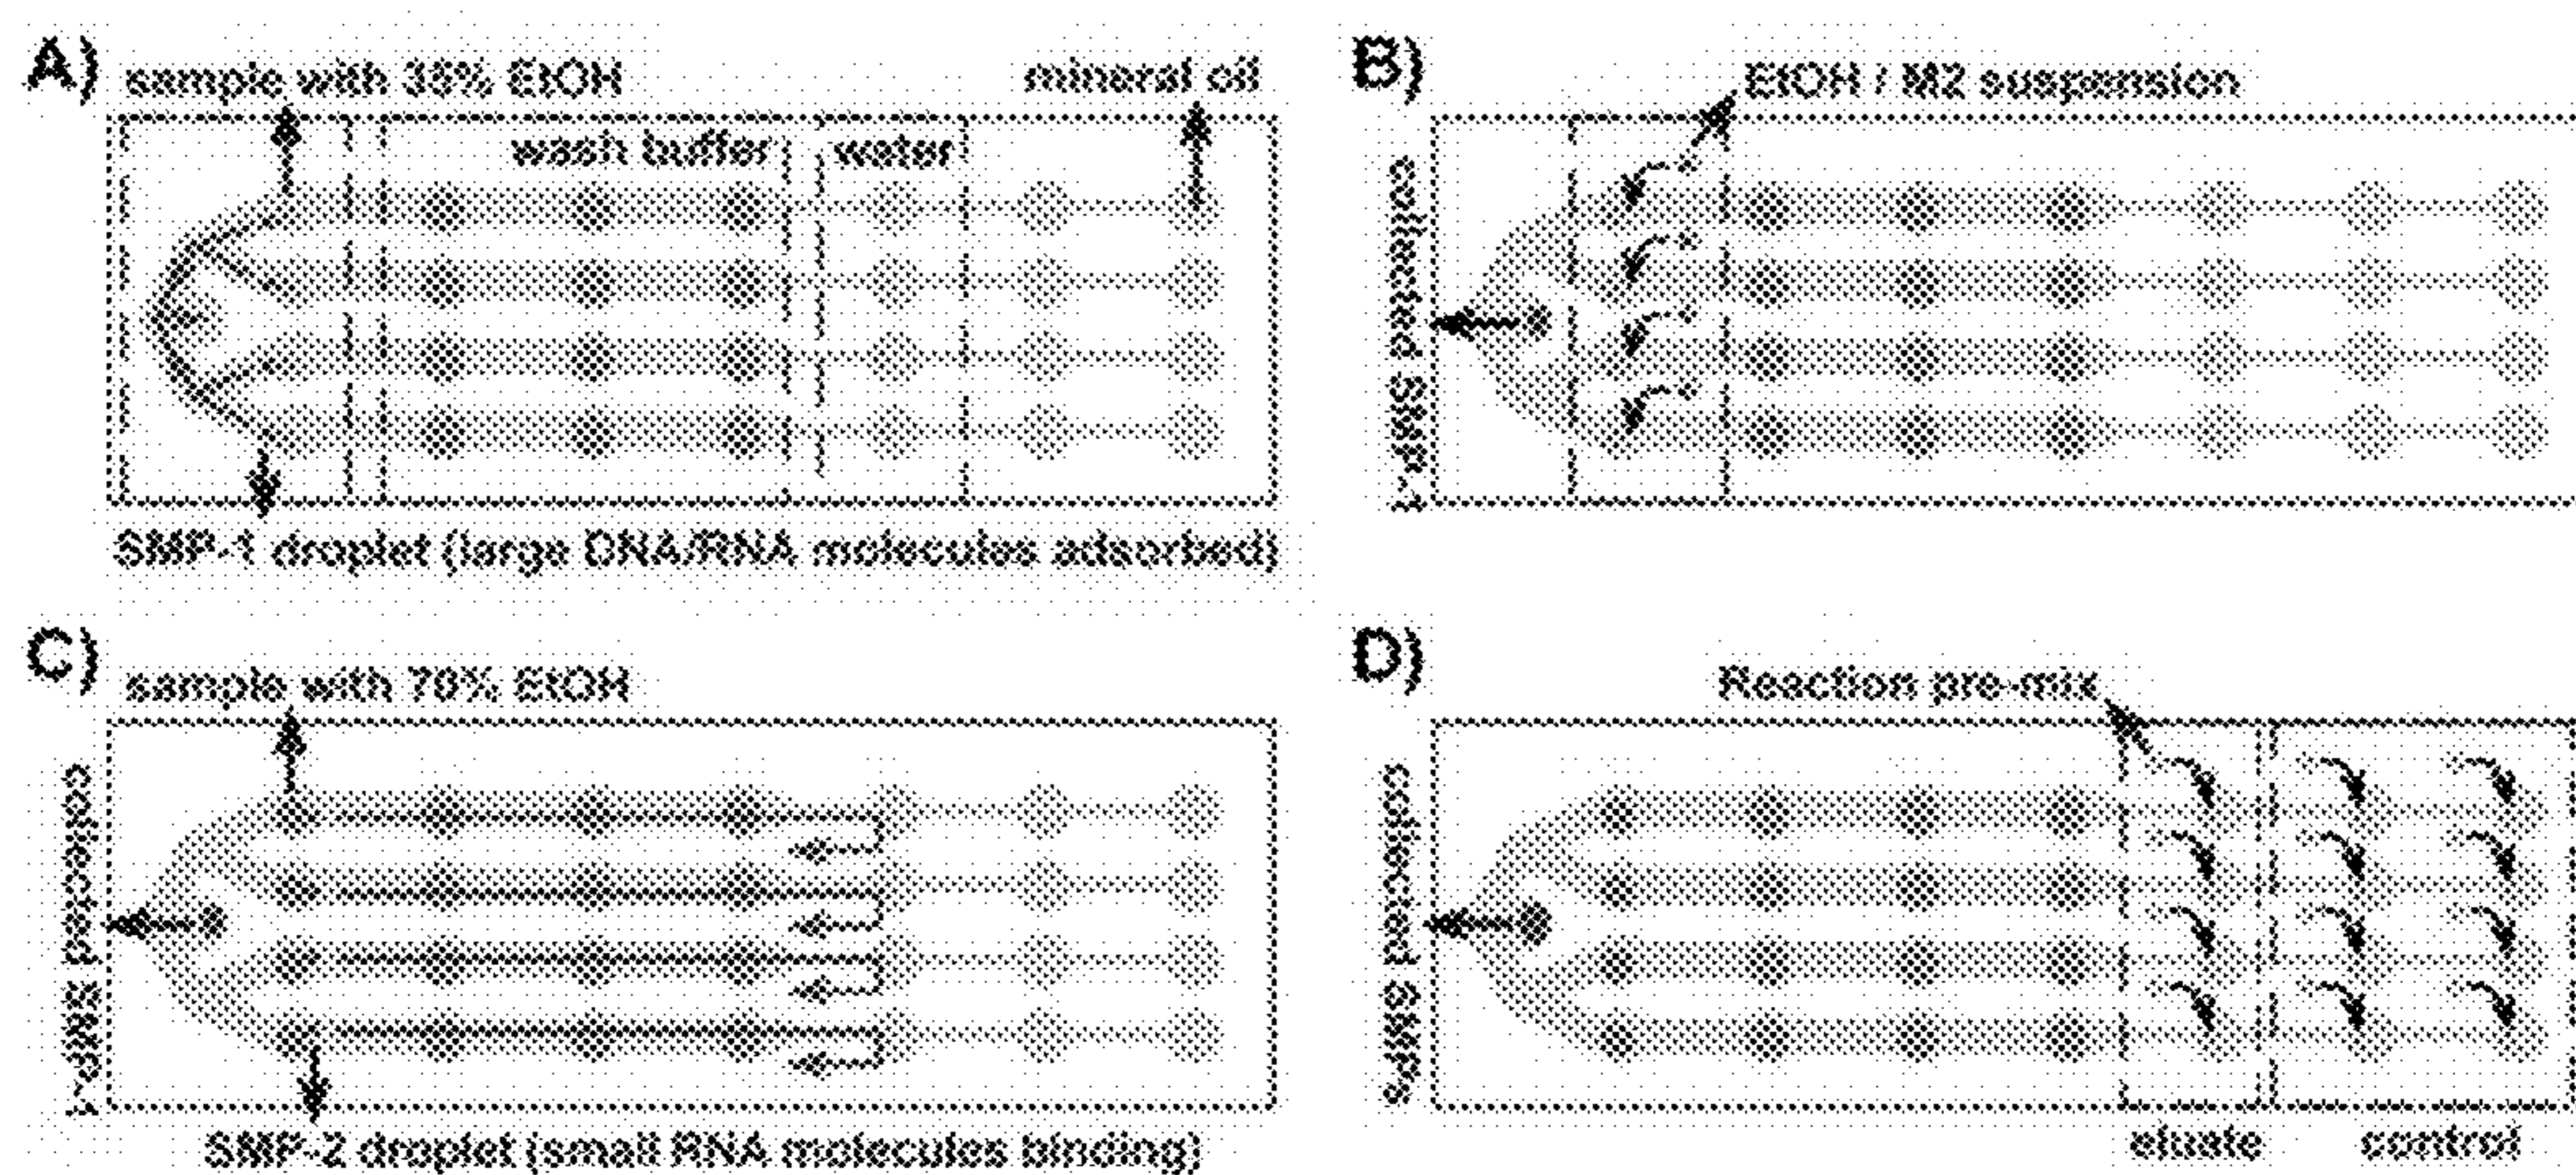 A)
sample with 35% EtOH
mineral oil
wash buffer
water
SMP-1 droplet (large DNA/RNA molecules adsorbed)
B)
EtOH / M2 suspension
collected SMP-1
C)
sample with 70% EtOH
collected SMP-1
SMP-2 droplet (small RNA molecules binding)
D)
Reaction pre-mix
collected SMPs
eluate
control